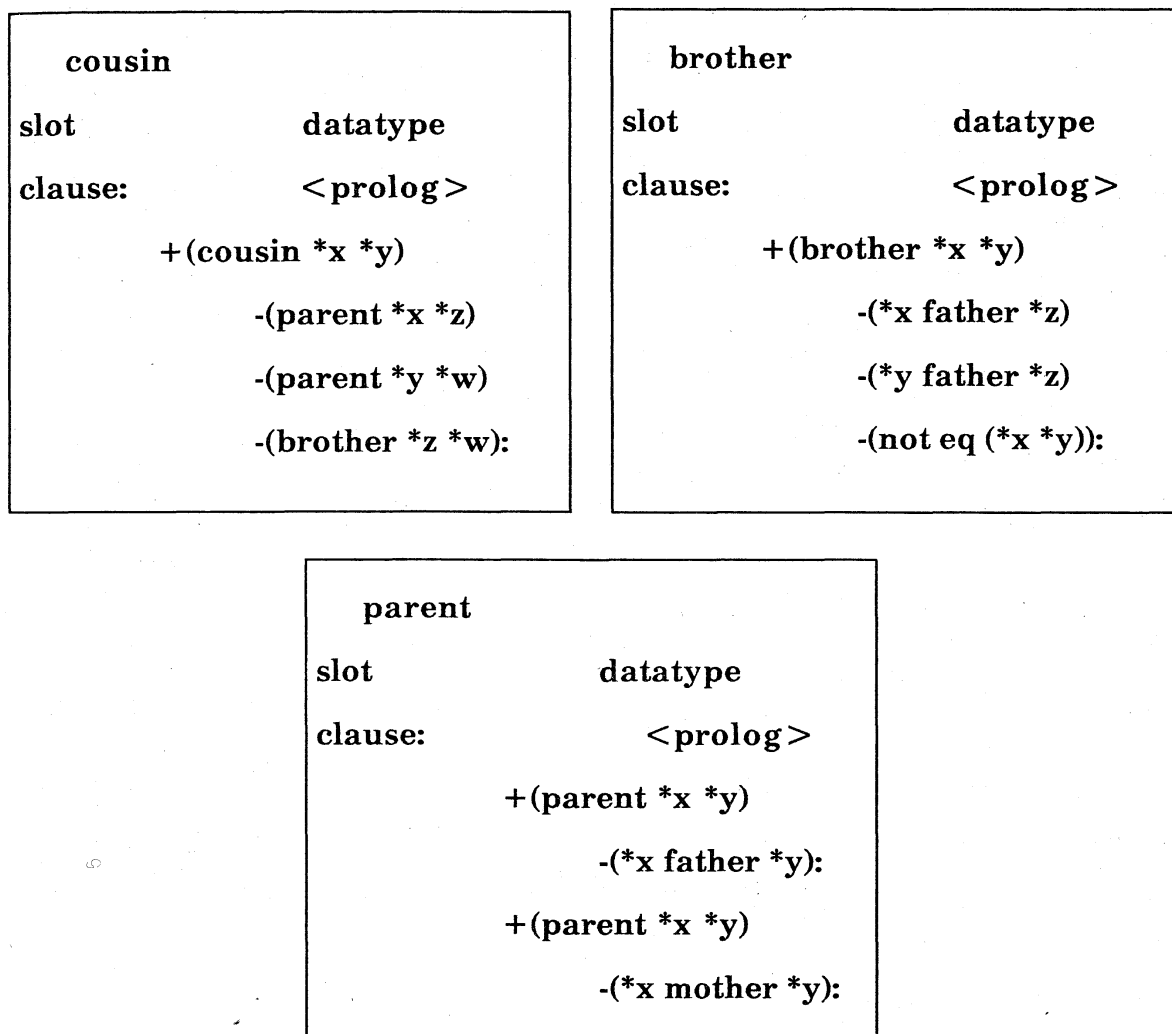 cousin
slot datatype
clause: <prolog>
+(cousin *x *y)
-(parent *x *z)
-(parent *y *w)
-(brother *z *w):
brother
slot datatype
clause: <prolog>
+(brother *x *y)
-(*x father *z)
-(*y father *z)
-(not eq (*x *y)):
parent
slot datatype
clause: <prolog>
+(parent *x *y)
-(*x father *y):
+(parent *x *y)
-(*x mother *y):